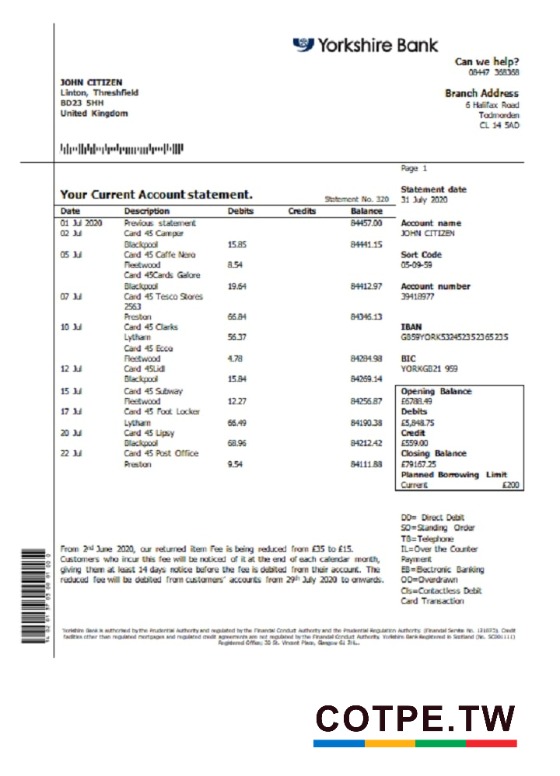 Yorkshire Bank
Can we help?
08447 368368
JOHN CITIZEN
Linton, Threshfield
BD23 5HH
United Kingdom
Branch Address
6 Halifax Road
Todmorden
CL 14 5AD
Page 1
Your Current Account statement.
Statement No. 320
Statement date
31 July 2020
Date Description Debits Credits Balance
01 Jul 2020 Previous statement 84457.00
02 Jul Card 45 Camper
Blackpool 15.85 84441.15
05 Jul Card 45 Caffe Nero
Fleetwood 8.54
Card 45Cards Galore
Blackpool 19.64 84412.97
07 Jul Card 45 Tesco Stores
2563
Preston 66.84 84346.13
10 Jul Card 45 Clarks
Lytham 56.37
Card 45 Ecco
Fleetwood 4.78 84284.98
12 Jul Card 45Lidl
Blackpool 15.84 84269.14
15 Jul Card 45 Subway
Fleetwood 12.27 84256.87
17 Jul Card 45 Foot Locker
Lytham 66.49 84190.38
20 Jul Card 45 Lipsy
Blackpool 68.96 84212.42
22 Jul Card 45 Post Office
Preston 9.54 84111.88
Account name
JOHN CITIZEN
Sort Code
05-09-59
Account number
39418977
IBAN
BIC
YORKGB21 959
Opening Balance
£6788.49
Debits
£5,848.75
Credit
£559.00
Closing Balance
£79167.25
Planned Borrowing Limit
Current £200
DD= Direct Debit
SO=Standing Order
TB=Telephone
IL=Over the Counter
Payment
EB=Electronic Banking
OD=Overdrawn
Cls=Contactless Debit
Card Transaction
From 2nd June 2020, our returned item Fee is being reduced from £35 to £15.
Customers who incur this fee will be noticed of it at the end of each calendar month,
giving them at least 14 days notice before the fee is debited from their account. The
reduced fee will be debited from customers' accounts from 29th July 2020 to onwards.
Yorkshire Bank is authorised by the Prudential Authority and regulated by the Financial Conduct Authority and the Prudential Regulation Authority. (Financial Service No. Credit
facilities other than regulated mortgages and regulated credit agreements are not regulated by the Financial Conduct Authority. Yorkshire Bank Registered in Scotland (No.
Registered Office: 30 St. Vincent Place, Glasgow
COTPE.TW